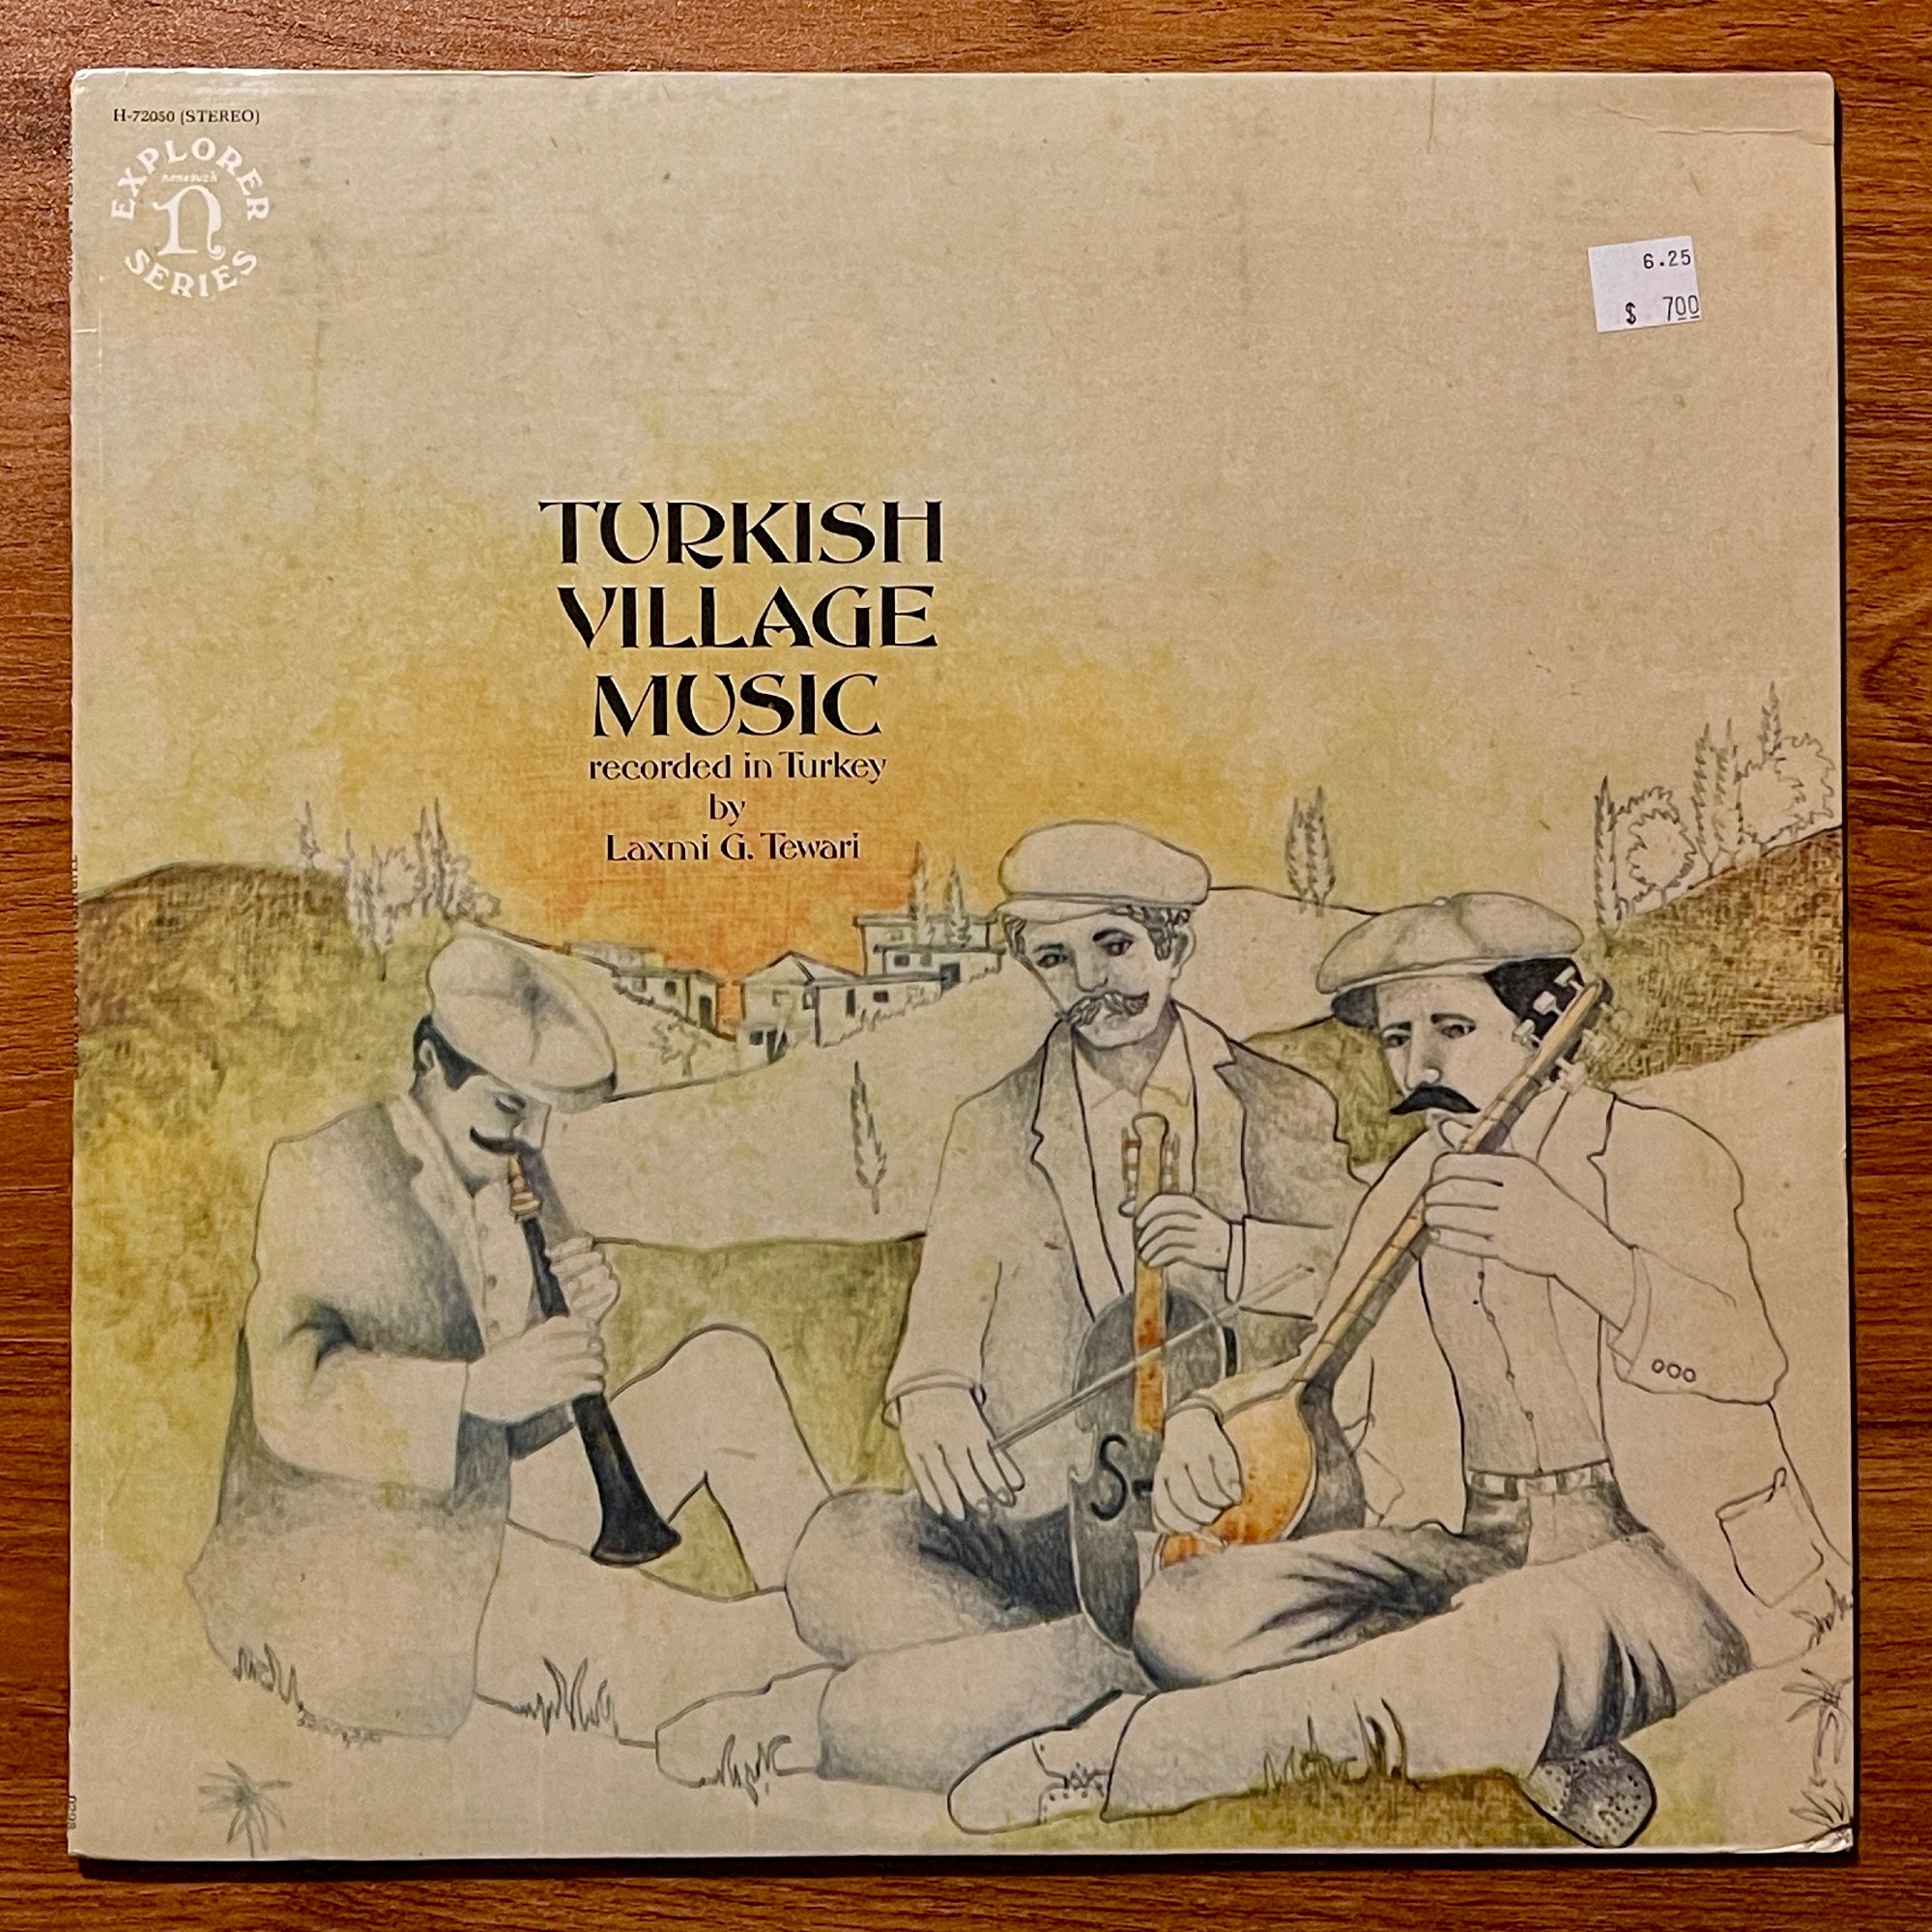 H-72050 (STEREO)
EXPLORER
nonesuch
n
SERIES
6.25
$ 7.00
TURKISH
VILLAGE
MUSIC
recorded in Turkey
by
Laxmi G. Tewari